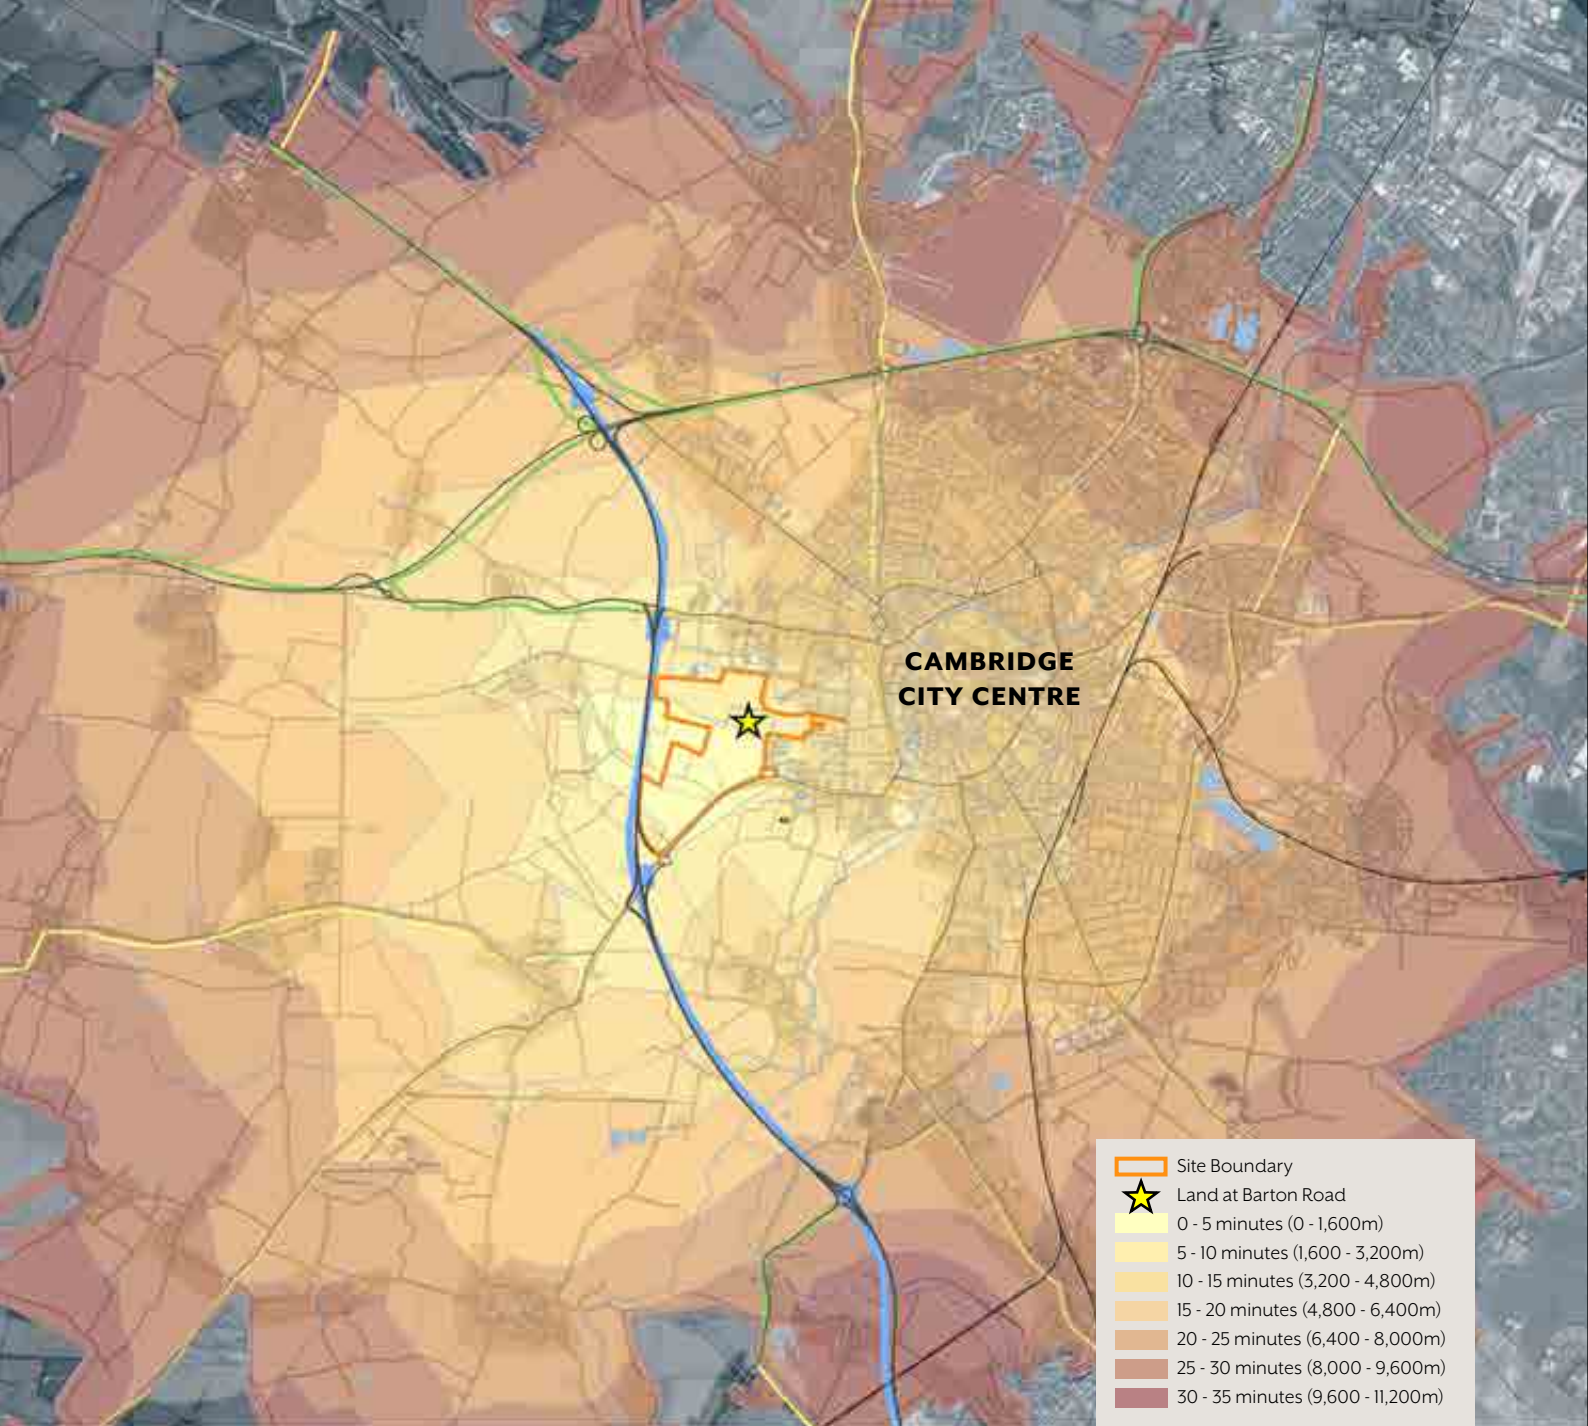 CAMBRIDGE
CITY CENTRE
Site Boundary
Land at Barton Road
0 - 5 minutes (0 - 1,600m)
5 - 10 minutes (1,600 - 3,200m)
10 - 15 minutes (3,200 - 4,800m)
15 - 20 minutes (4,800 - 6,400m)
20 - 25 minutes (6,400 - 8,000m)
25 - 30 minutes (8,000 - 9,600m)
30 - 35 minutes (9,600 - 11,200m)